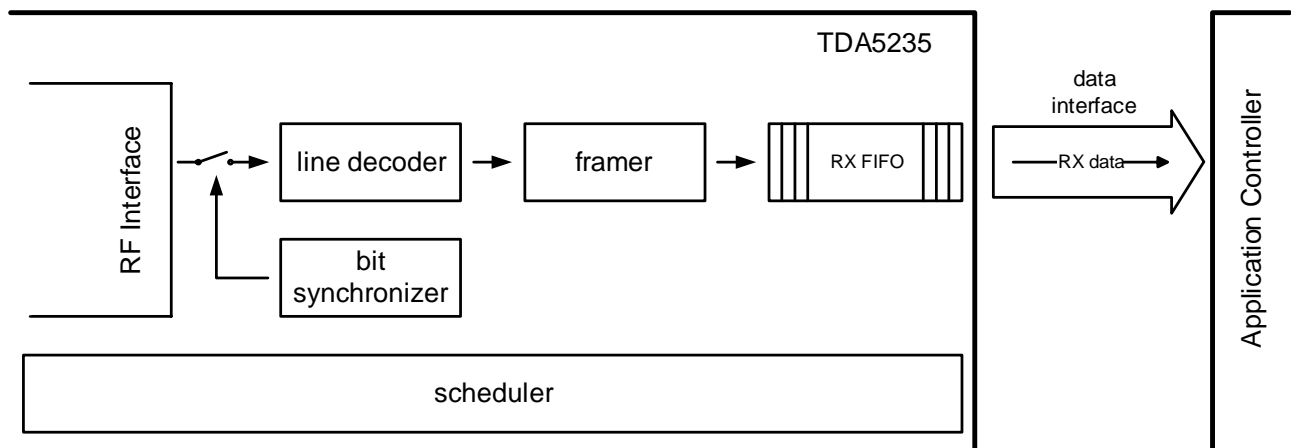 TDA5235
data
interface
RF Interface
line decoder
framer
RX FIFO
RX data
Application Controller
bit
synchronizer
scheduler